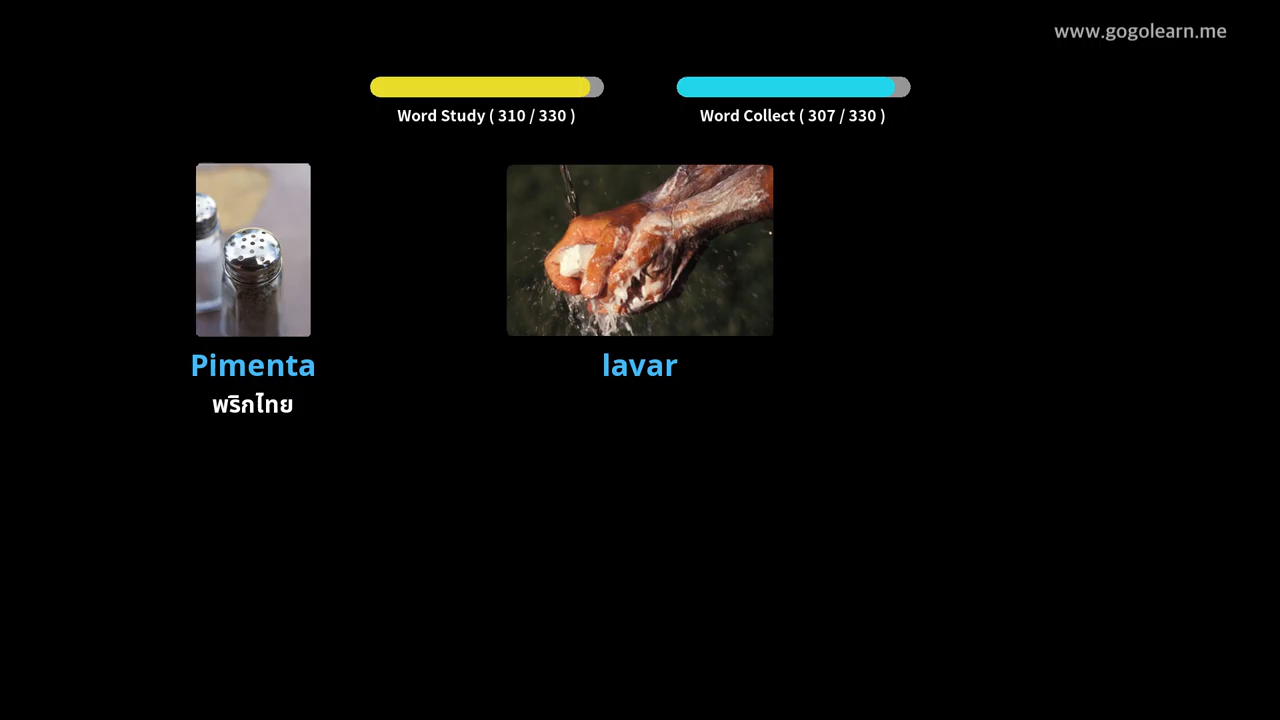 www.gogolearn.me
Word Study ( 310 / 330 )
Word Collect ( 307 / 330 )
Pimenta
พริกไทย
lavar